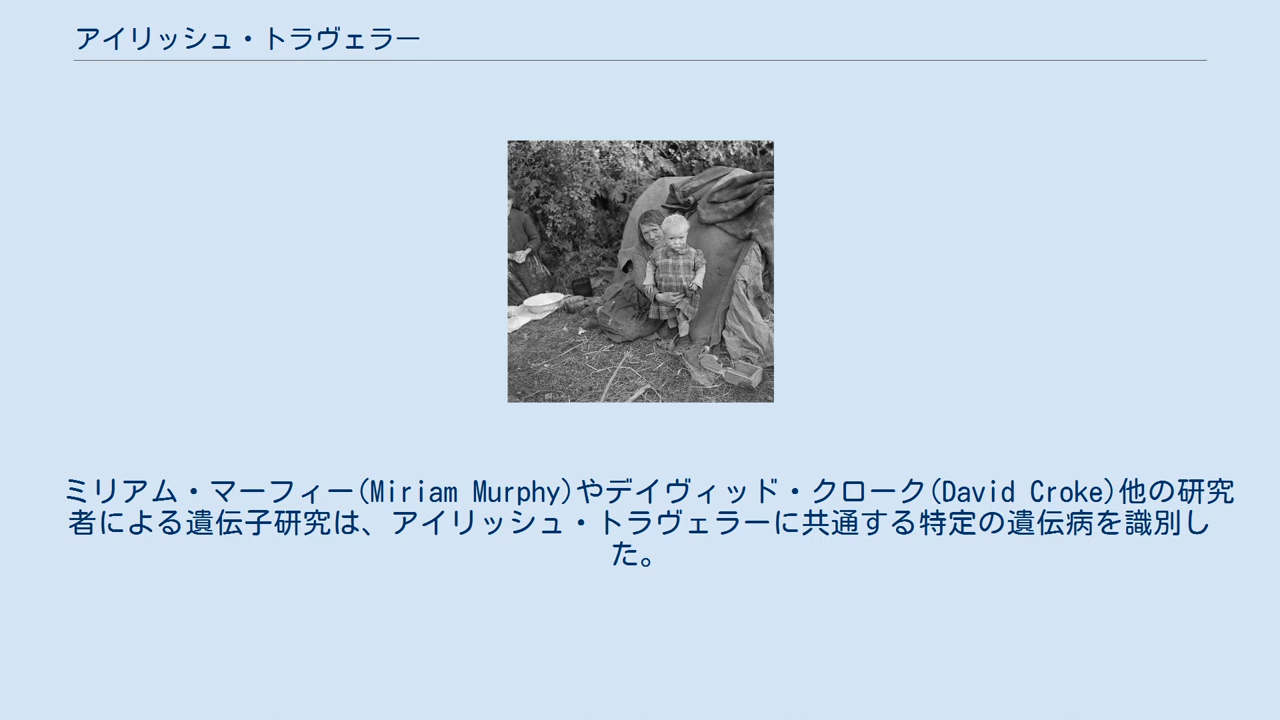 アイリッシュ・トラヴェラー
ミリアム・マーフィー(Miriam Murphy)やデイヴィッド・クローク(David Croke)他の研究
者による遺伝子研究は、アイリッシュ・トラヴェラーに共通する特定の遺伝病を識別し
た。